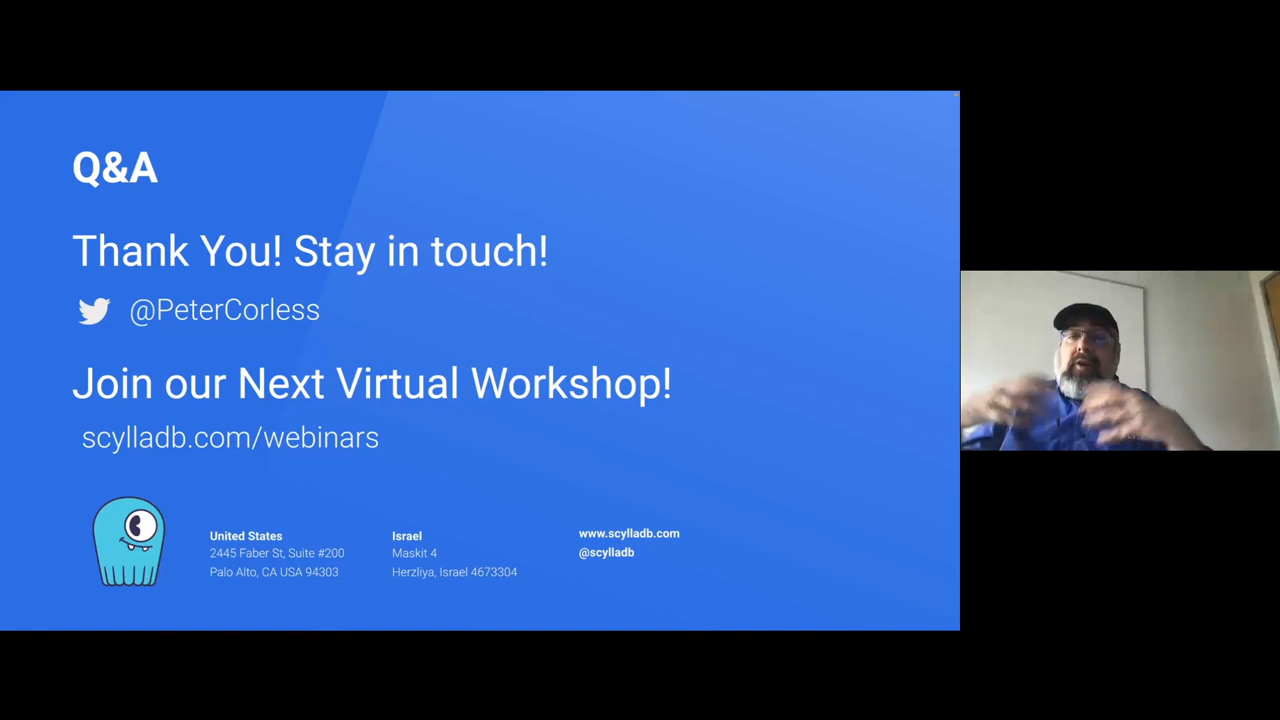 Q&A
Thank You! Stay in touch!
@PeterCorless
Join our Next Virtual Workshop!
scylladb.com/webinars
United States
2445 Faber St, Suite #200
Palo Alto, CA USA 94303
Israel
Maskit 4
Herzliya, Israel 4673304
www.scylladb.com
@scylladb